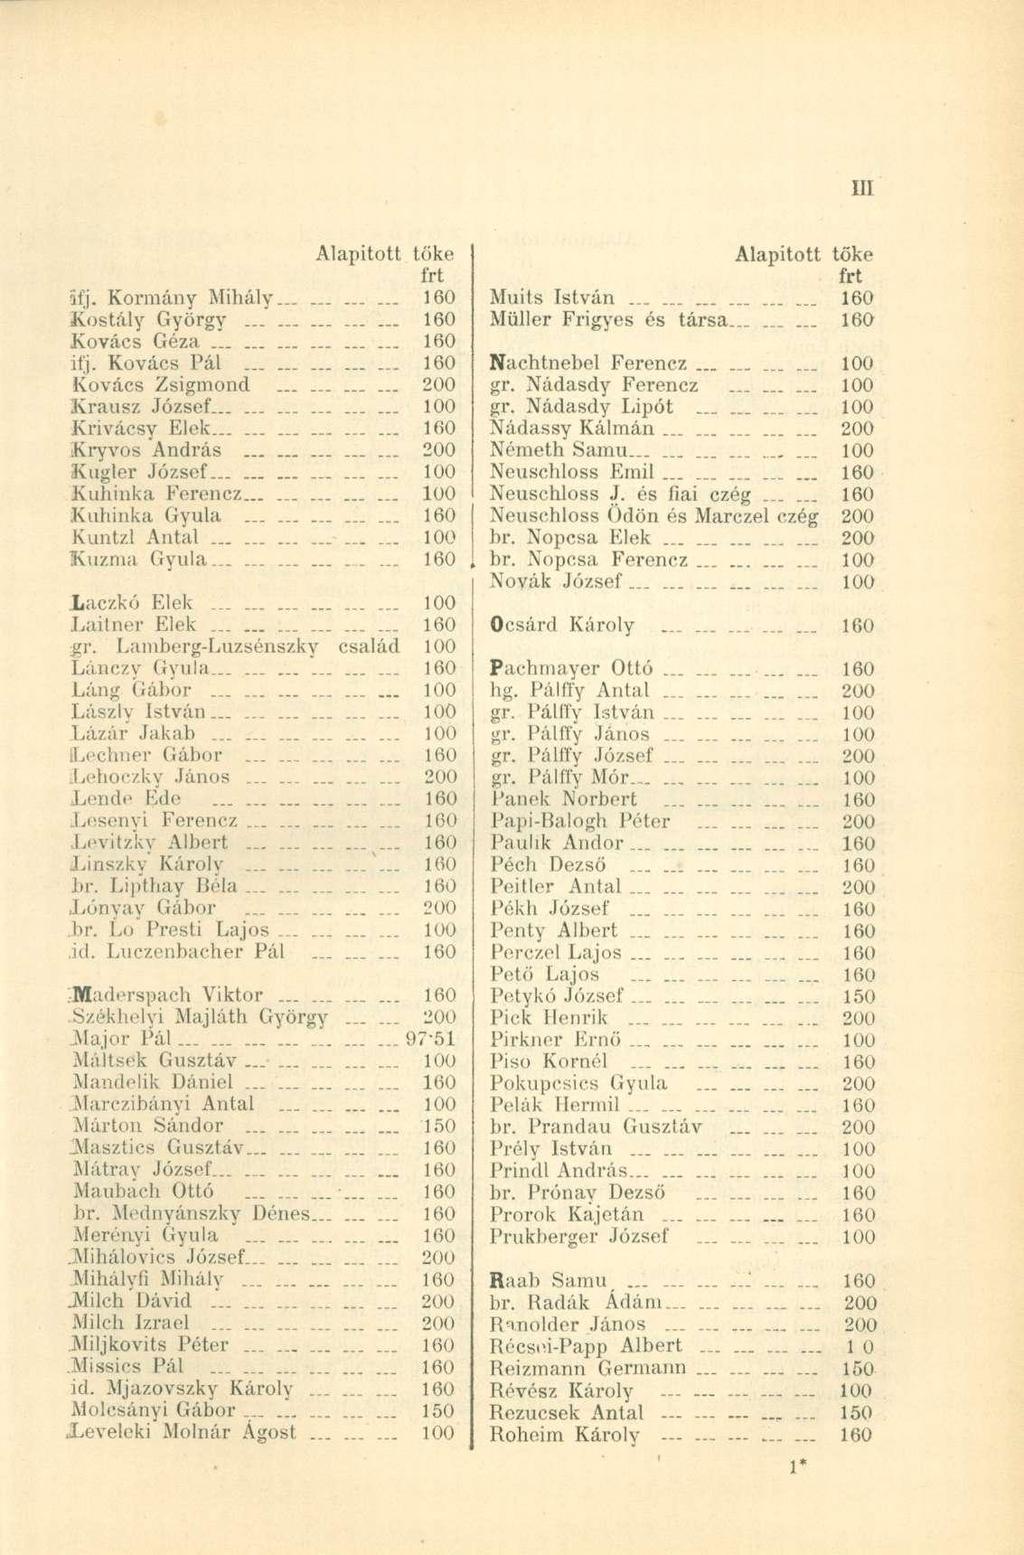 III
Alapitott tőke
frt
ifj. Kormány Mihály 160
Kostály György 160
Kovács Géza 160
ifj. Kovács Pál 160
Kovács Zsigmond 200
Krausz József 100
Krivácsy Elek 160
Kryvos András 200
Kugler József 100
Kuhinka Ferencz 100
Kuhinka Gyula 160
Kuntzl Antal 100
Kuzma Gyula 160
Laczkó Elek 100
Laitner Elek 160
gr. Lamberg-Luzsénszky család 100
Lánczy Gyula 160
Láng Gábor 100
Lászly István 100
Lázár Jakab 100
Lechner Gábor 160
Lehoczky János 200
Lende Ede 160
Lesenyi Ferencz 160
Levitzky Albert 160
Linszky Károly 160
br. Lipthay Béla 160
Lónyay Gábor 200
br. Lo Presti Lajos 100
id. Luczenbacher Pál 160
Maderspach Viktor 160
Székhelyi Majláth György 200
Major Pál 97·51
Máltsek Gusztáv 100
Mandelik Dániel 160
Marczibányi Antal 100
Márton Sándor 150
Masztics Gusztáv 160
Mátray József 160
Maubach Ottó 160
br. Mednyánszky Dénes 160
Merényi Gyula 160
Mihálovics József 200
Mihályfi Mihály 160
Milch Dávid 200
Milch Izrael 200
Miljkovits Péter 160
Missics Pál 160
id. Mjazovszky Károly 160
Molcsányi Gábor 150
Leveleki Molnár Ágost 100
Alapitott tőke
frt
Muits István 160
Müller Frigyes és társa 160
Nachtnebel Ferencz 100
gr. Nádasdy Ferencz 100
gr. Nádasdy Lipót 100
Nádassy Kálmán 200
Németh Samu 100
Neuschloss Emil 160
Neuschloss J. és fiai czég 160
Neuschloss Ödön és Marczel czég 200
br. Nopcsa Elek 200
br. Nopcsa Ferencz 100
Novák József 100
Ocsárd Károly 160
Pachmayer Ottó 160
hg. Pálffy Antal 200
gr. Pálffy István 100
gr. Pálffy János 100
gr. Pálffy József 200
gr. Pálffy Mór 100
Panek Norbert 160
Papi-Balogh Péter 200
Paulik Andor 160
Péch Dezső 160
Peitler Antal 200
Pékh József 160
Penty Albert 160
Perczel Lajos 160
Pető Lajos 160
Petykó József 150
Pick Henrik 200
Pirkner Ernő 100
Piso Kornél 160
Pokupcsics Gyula 200
Pelák Hermil 160
br. Prandau Gusztáv 200
Prély István 100
Prindl András 100
br. Prónay Dezső 160
Prorok Kajetán 160
Prukberger József 100
Raab Samu 160
br. Radák Ádám 200
Ranolder János 200
Récsei-Papp Albert 1 0
Reizmann Germann 150
Révész Károly 100
Rezucsek Antal 150
Roheim Károly 160
1*